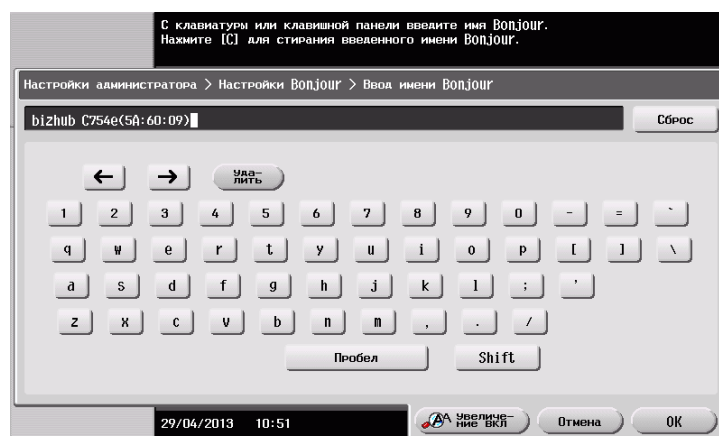 С клавиатуры или клавишной панели введите имя Bonjour.
Нажмите [C] для стирания введенного имени Bonjour.
Настройки администратора > Настройки Bonjour > Ввод имени Bonjour
bizhub C754e(5A:60:09)
Сброс
← → Уда-
лить
1 2 3 4 5 6 7 8 9 0 - = `
q w e r t y u i o p [ ] \
a s d f g h j k l ; '
z x c v b n m , . /
Пробел Shift
29/04/2013 10:51
Увеличе-
ние ВКЛ
Отмена
OK